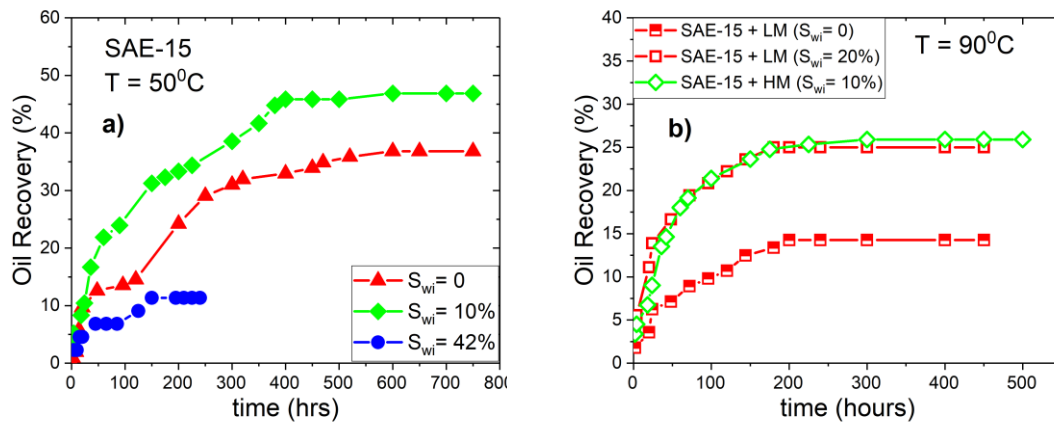 SAE-15
T = 50⁰C
a)
Oil Recovery (%)
60
50
40
30
20
10
0
0 100 200 300 400 500 600 700 80
time (hrs)
S_wi= 0
S_wi= 10%
S_wi= 42%
SAE-15 + LM (S_wi= 0)
SAE-15 + LM (S_wi= 20%)
SAE-15 + HM (S_wi= 10%)
T = 90⁰C
b)
Oil Recovery (%)
40
35
30
25
20
15
10
5
0
0 100 200 300 400 500
time (hours)